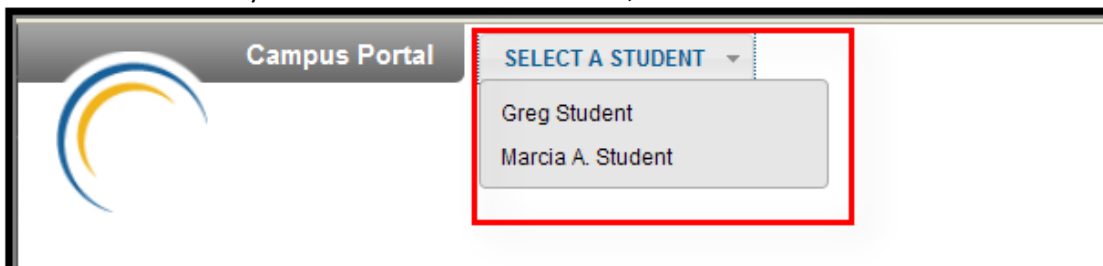 Campus Portal SELECT A STUDENT
Greg Student
Marcia A. Student